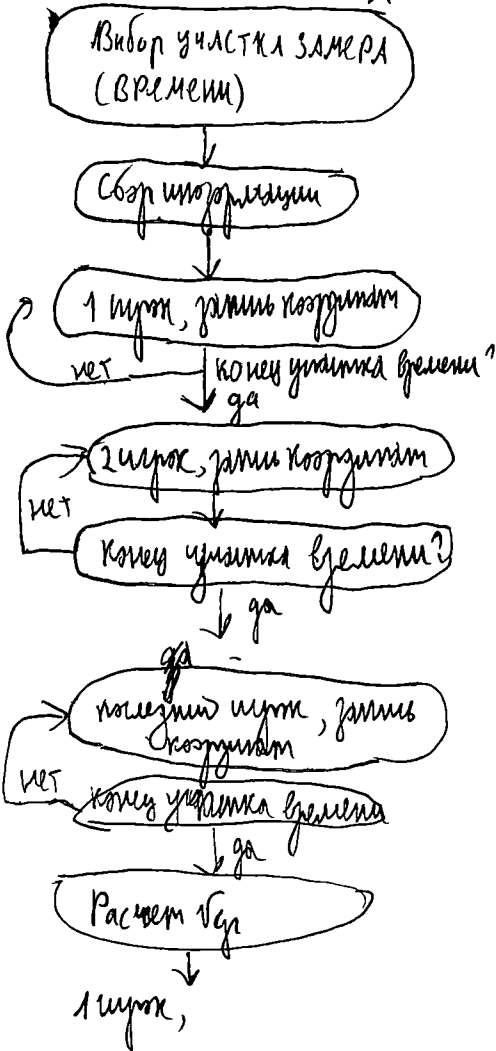 Выбор участка замера
(времени)
Сбор информации
1 игрок, запись координат
нет
конец участка времени?
да
2 игрок, запись координат
нет
конец участка времени?
да
да
последний игрок, запись
координат
нет
конец участка времени
да
Расчет Vср
1 игрок,